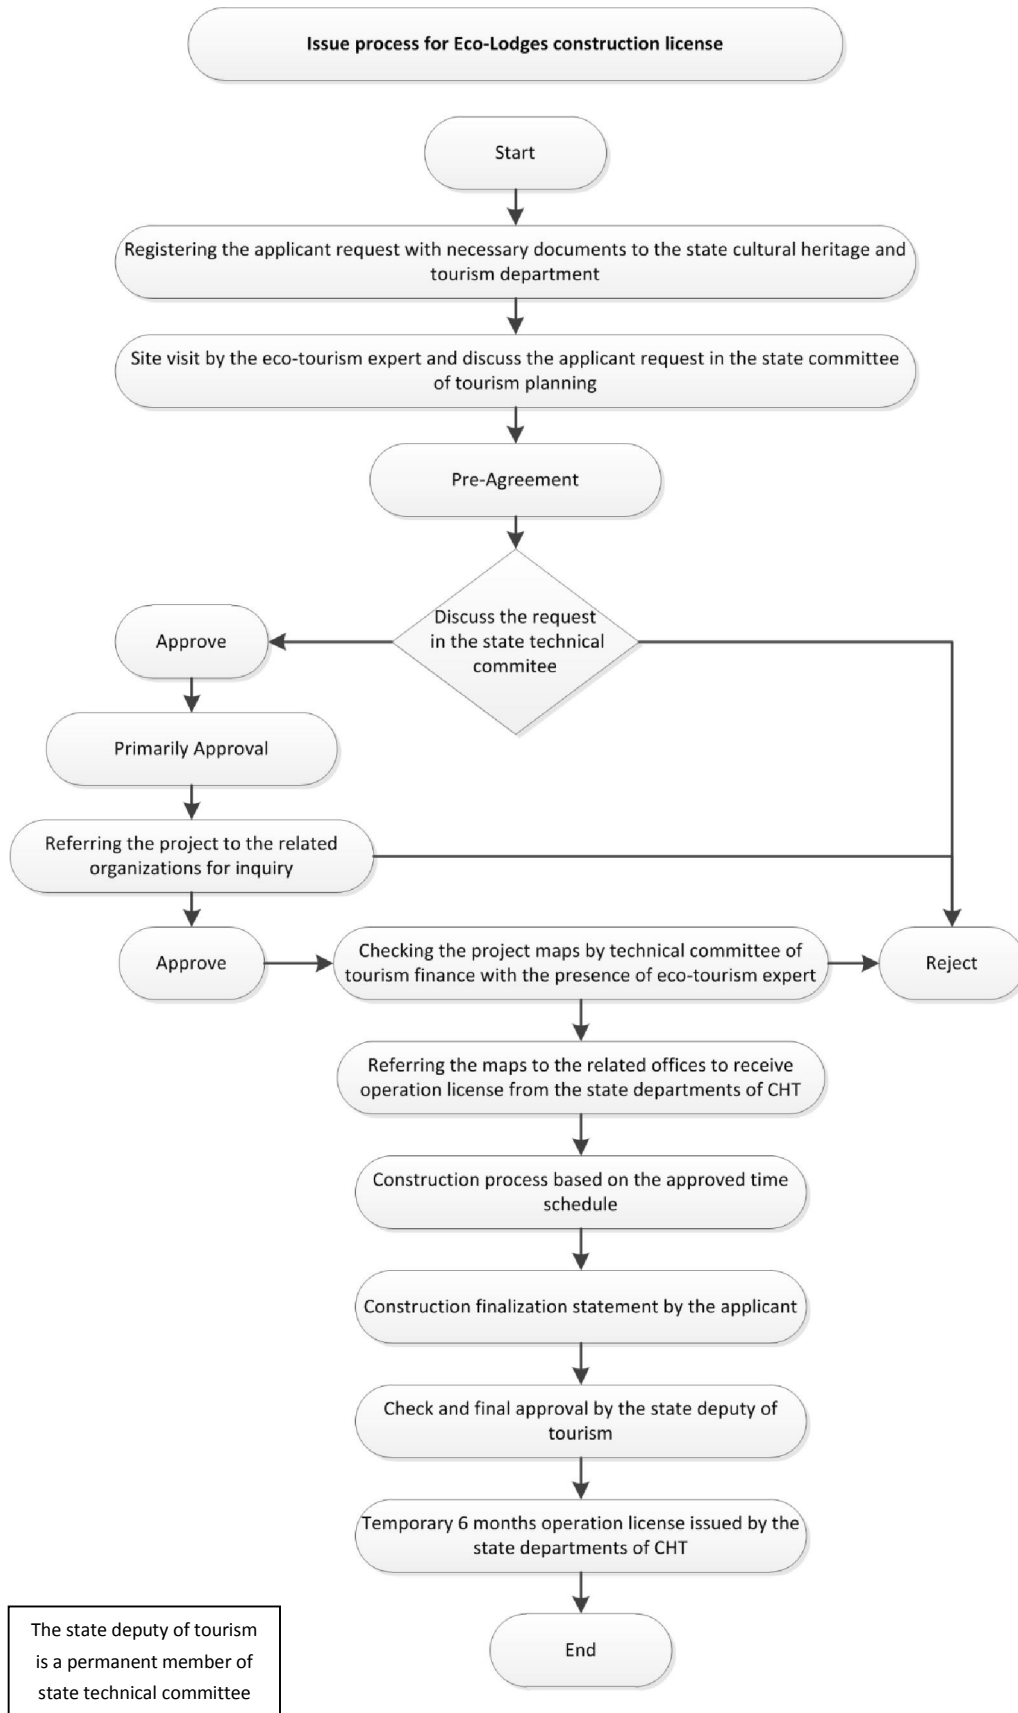 Issue process for Eco-Lodges construction license
Start
Registering the applicant request with necessary documents to the state cultural heritage and
tourism department
Site visit by the eco-tourism expert and discuss the applicant request in the state committee
of tourism planning
Pre-Agreement
Discuss the request
in the state technical
commitee
Approve
Primarily Approval
Referring the project to the related
organizations for inquiry
Approve
Checking the project maps by technical committee of
tourism finance with the presence of eco-tourism expert
Reject
Referring the maps to the related offices to receive
operation license from the state departments of CHT
Construction process based on the approved time
schedule
Construction finalization statement by the applicant
Check and final approval by the state deputy of
tourism
Temporary 6 months operation license issued by the
state departments of CHT
End
The state deputy of tourism
is a permanent member of
state technical committee